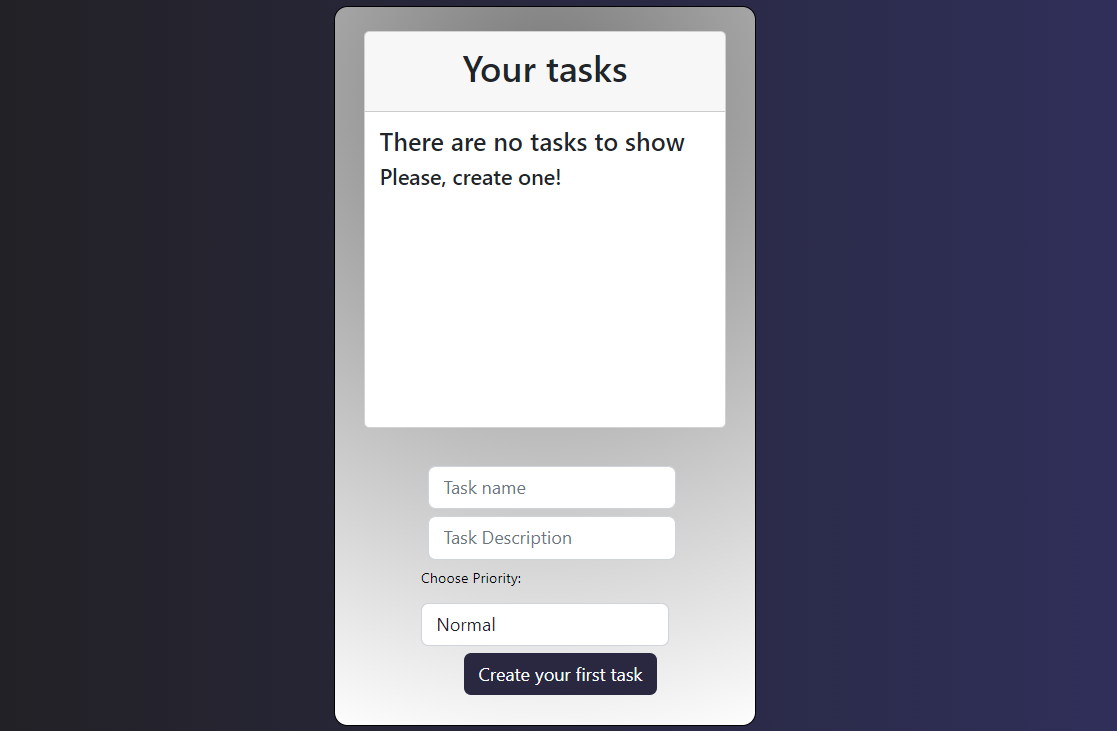 Your tasks
There are no tasks to show
Please, create one!
Task name
Task Description
Choose Priority:
Normal
Create your first task